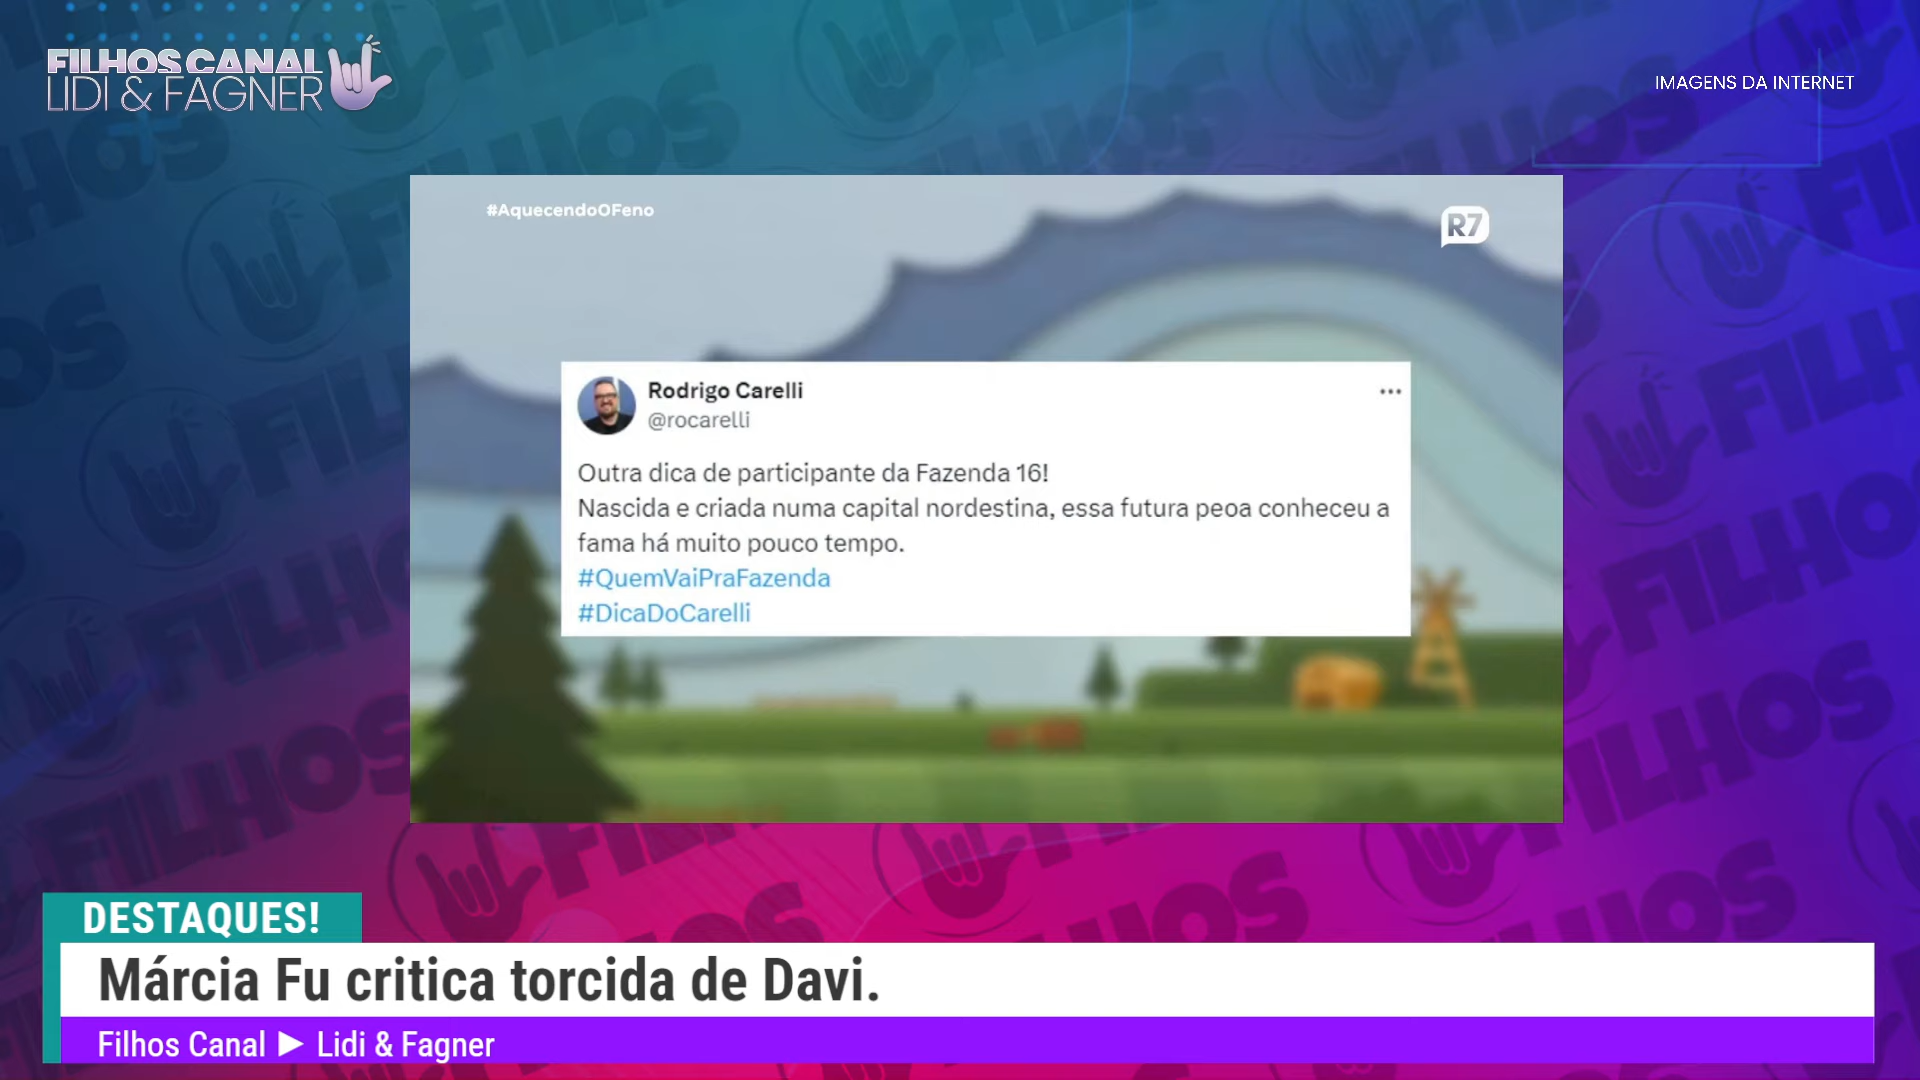 FILHOS CANAL
LIDI & FAGNER
IMAGENS DA INTERNET
#AquecendoOFeno
R7
Rodrigo Carelli
@rocarelli
Outra dica de participante da Fazenda 16!
Nascida e criada numa capital nordestina, essa futura peoa conheceu a
fama há muito pouco tempo.
#QuemVaiPraFazenda
#DicaDoCarelli
DESTAQUES!
Márcia Fu critica torcida de Davi.
Filhos Canal ► Lidi & Fagner